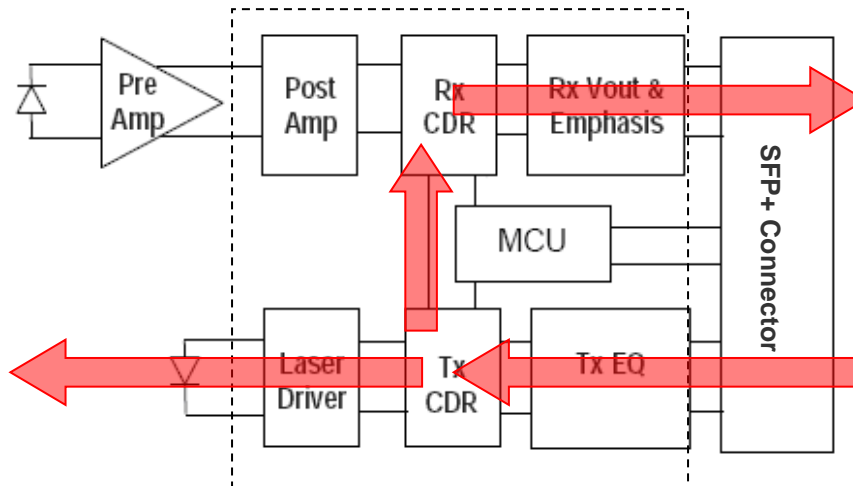 Pre
Amp
Post
Amp
Rx
CDR
Rx Vout &
Emphasis
SFP+ Connector
MCU
Laser
Driver
Tx
CDR
Tx EQ